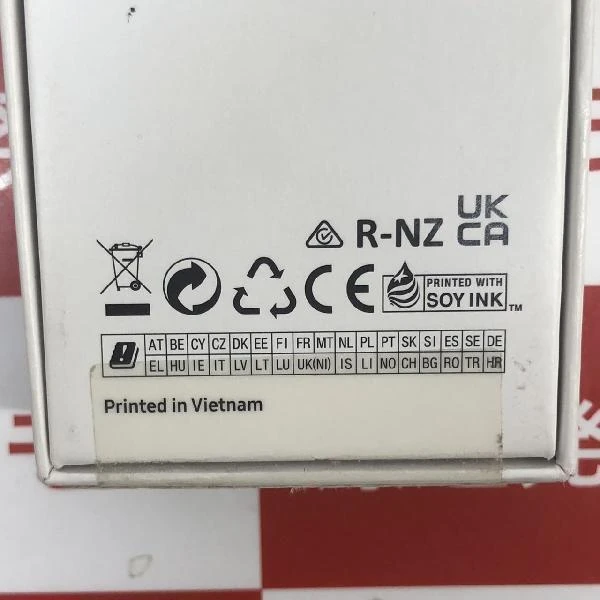 R-NZ UK CA
CE PRINTED WITH SOY INK™
AT BE CY CZ DK EE FI FR MT NL PL PT SK SI ES SE DE
EL HU IE IT LV LT LU UK(NI) IS LI NO CH BG RO TR HR
Printed in Vietnam